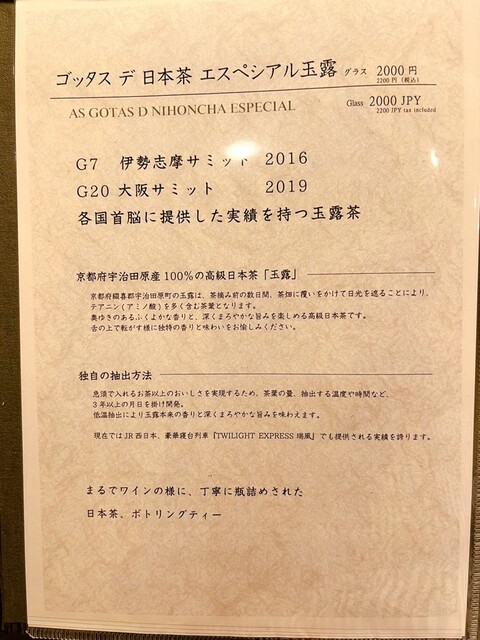 ゴッタス デ 日本茶 エスペシアル玉露 グラス 2000円
2200円(税込)
AS GOTAS D NIHONCHA ESPECIAL Glass 2000 JPY
2200 JPY tax included
G7 伊勢志摩サミット 2016
G20 大阪サミット 2019
各国首脳に提供した実績を持つ玉露茶
京都府宇治田原産100%の高級日本茶「玉露」
京都府綴喜郡宇治田原町の玉露は、茶摘み前の数日間、茶畑に覆いをかけて日光を遮ることにより、
テアニン(アミノ酸)を多く含む茶葉となります。
奥ゆきのあるふくよかな香りと、深くまろやかな旨みを楽しめる高級日本茶です。
舌の上で転がす様に独特の香りと味わいをお愉しみください。
独自の抽出方法
急須で入れるお茶以上のおいしさを実現するため、茶葉の量、抽出する温度や時間など、
3年以上の月日を掛け開発。
低温抽出により玉露本来の香りと深くまろやかな旨みを味わえます。
現在ではJR西日本、豪華寝台列車『TWILIGHT EXPRESS 瑞風』でも提供される実績を誇ります。
まるでワインの様に、丁寧に瓶詰めされた
日本茶、ボトリングティー